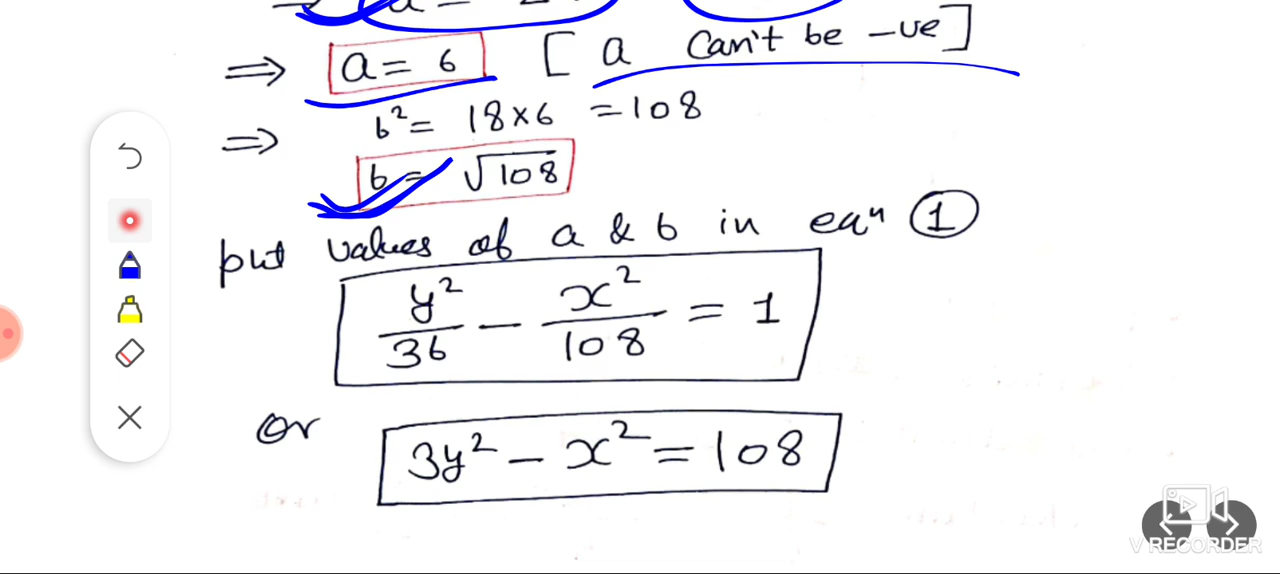 ⇒ a = 6 [ a can't be -ve ]
⇒ b² = 18×6 = 108
b = √108
put values of a & b in eqⁿ ①
y²/36 - x²/108 = 1
or
3y² - x² = 108
V RECORDER